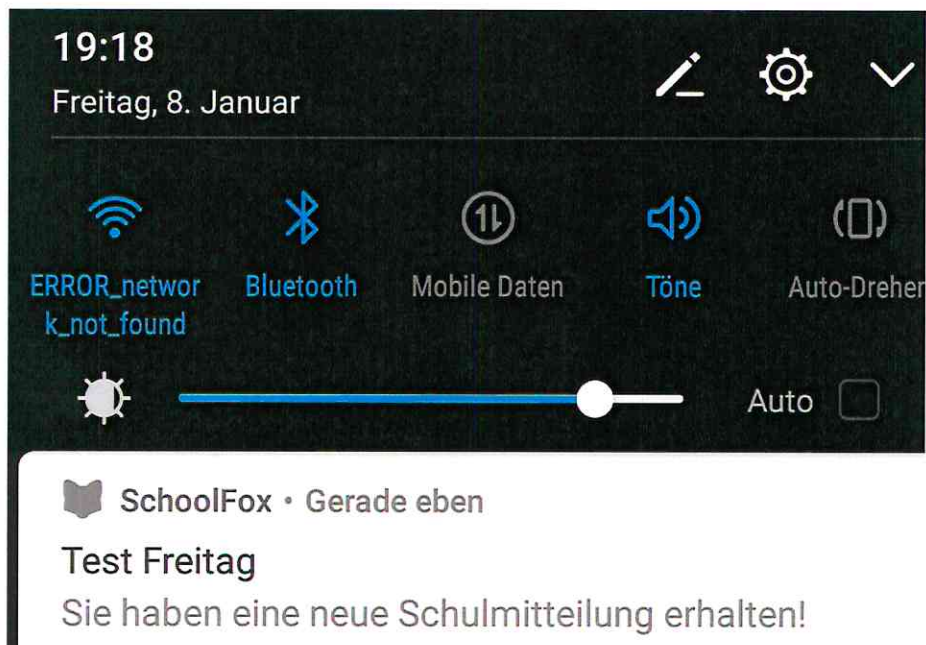 19:18
Freitag, 8. Januar
ERROR_networ
k_not_found
Bluetooth
Mobile Daten
Töne
Auto-Drehen
Auto
SchoolFox • Gerade eben
Test Freitag
Sie haben eine neue Schulmitteilung erhalten!